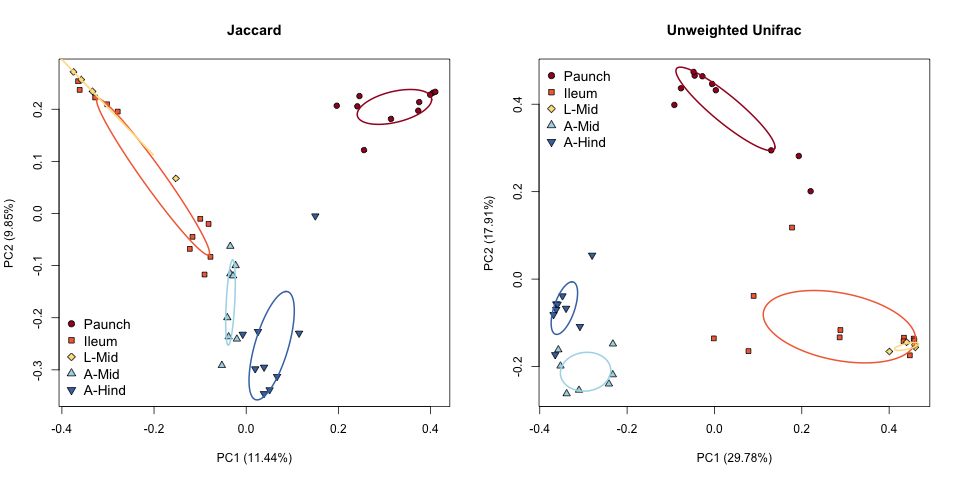 Jaccard
0.2
0.1
0.0
-0.1
-0.2
-0.3
PC2 (9.85%)
Paunch
Ileum
L-Mid
A-Mid
A-Hind
-0.4 -0.2 0.0 0.2 0.4
PC1 (11.44%)
Unweighted Unifrac
0.4
0.2
0.0
-0.2
PC2 (17.91%)
Paunch
Ileum
L-Mid
A-Mid
A-Hind
-0.4 -0.2 0.0 0.2 0.4
PC1 (29.78%)